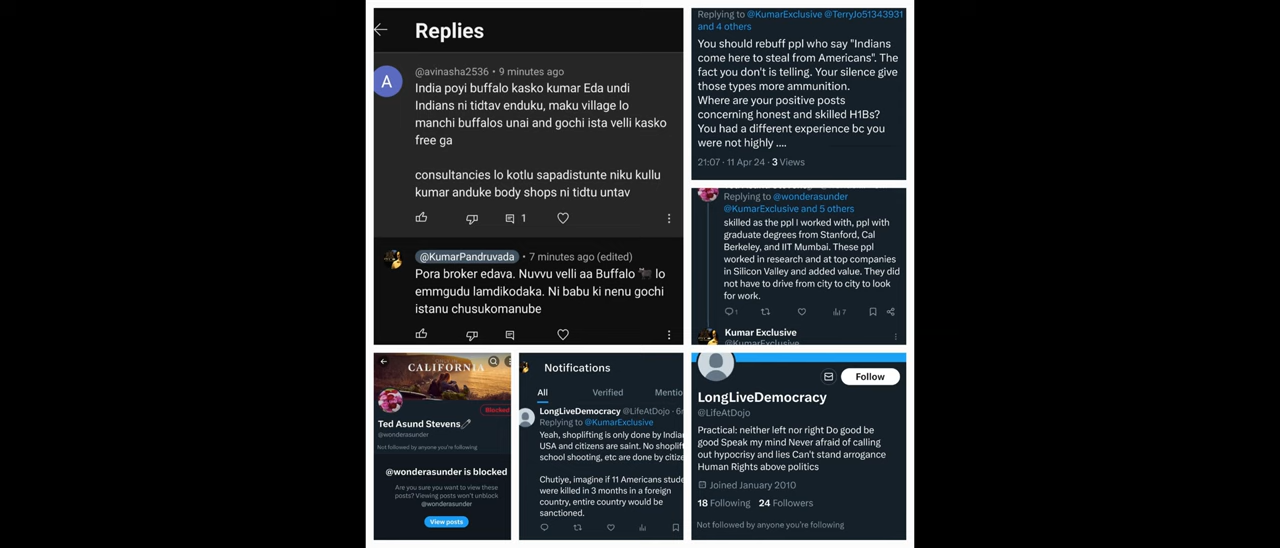 Replies
A
@avinasha2536 • 9 minutes ago
India poyi buffalo kasko kumar Eda undi
Indians ni tidtav enduku, maku village lo
manchi buffalos unai and gochi ista velli kasko
free ga
consultancies lo kotlu sapadistunte niku kullu
kumar anduke body shops ni tidtu untav
1
@KumarPandruvada • 7 minutes ago (edited)
Pora broker edava. Nuvvu velli aa Buffalo 🐃 lo
emmgudu lamdikodaka. Ni babu ki nenu gochi
istanu chusukomanube
Replying to @KumarExclusive @TerryJo51343931
and 4 others
You should rebuff ppl who say "Indians
come here to steal from Americans". The
fact you don't is telling. Your silence give
those types more ammunition.
Where are your positive posts
concerning honest and skilled H1Bs?
You had a different experience bc you
were not highly ....
21:07 · 11 Apr 24 · 3 Views
Replying to @wonderasunder
@KumarExclusive and 5 others
skilled as the ppl I worked with, ppl with
graduate degrees from Stanford, Cal
Berkeley, and IIT Mumbai. These ppl
worked in research and at top companies
in Silicon Valley and added value. They did
not have to drive from city to city to look
for work.
1 7
Kumar Exclusive
@KumarExclusive
CALIFORNIA
Blocked
Ted Asund Stevens
@wonderasunder
Not followed by anyone you're following
@wonderasunder is blocked
Are you sure you want to view these
posts? Viewing posts won't unblock
@wonderasunder
View posts
Notifications
All Verified Mentio
LongLiveDemocracy @LifeAtDojo · 6
Replying to @KumarExclusive
Yeah, shoplifting is only done by India
USA and citizens are saint. No shoplif
school shooting, etc are done by citize
Chutiye, imagine if 11 Americans stude
were killed in 3 months in a foreign
country, entire country would be
sanctioned.
Follow
LongLiveDemocracy
@LifeAtDojo
Practical: neither left nor right Do good be
good Speak my mind Never afraid of calling
out hypocrisy and lies Can't stand arrogance
Human Rights above politics
Joined January 2010
18 Following 24 Followers
Not followed by anyone you're following